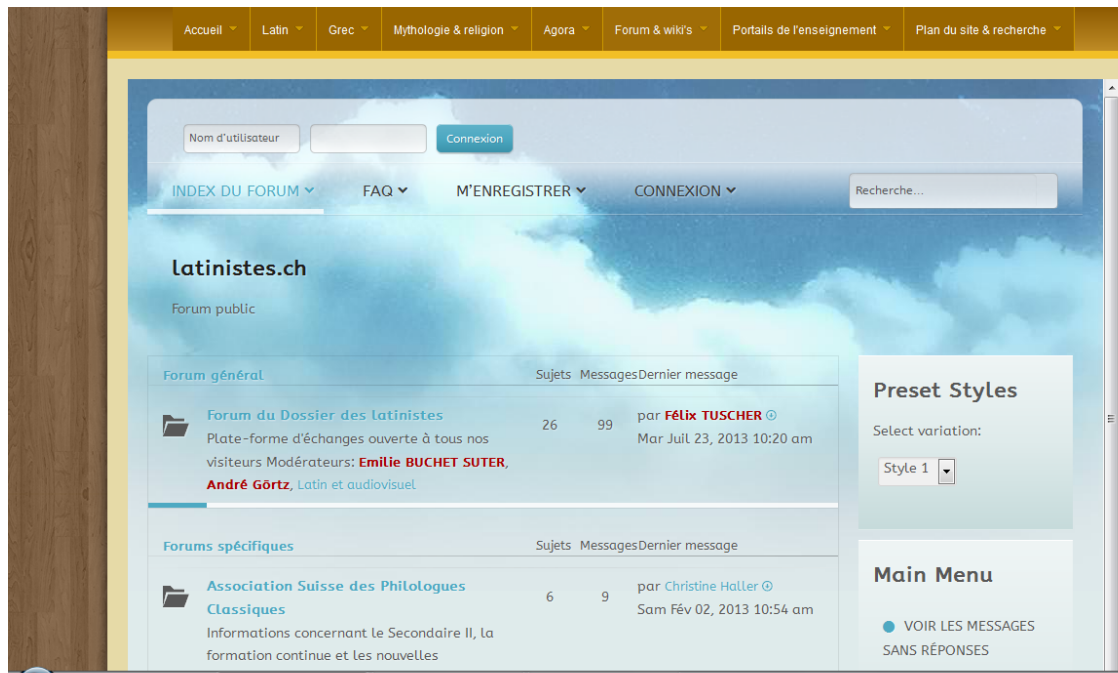 Accueil Latin Grec Mythologie & religion Agora Forum & wiki's Portails de l'enseignement Plan du site & recherche
Nom d'utilisateur Connexion
INDEX DU FORUM FAQ M'ENREGISTRER CONNEXION Recherche...
latinistes.ch
Forum public
Forum général Sujets Messages Dernier message
Forum du Dossier des latinistes 26 99 par Félix TUSCHER
Plate-forme d'échanges ouverte à tous nos Mar Juil 23, 2013 10:20 am
visiteurs Modérateurs: Emilie BUCHET SUTER,
André Görtz, Latin et audiovisuel
Forums spécifiques Sujets Messages Dernier message
Association Suisse des Philologues 6 9 par Christine Haller
Classiques Sam Fév 02, 2013 10:54 am
Informations concernant le Secondaire II, la
formation continue et les nouvelles
Preset Styles
Select variation:
Style 1
Main Menu
VOIR LES MESSAGES
SANS RÉPONSES